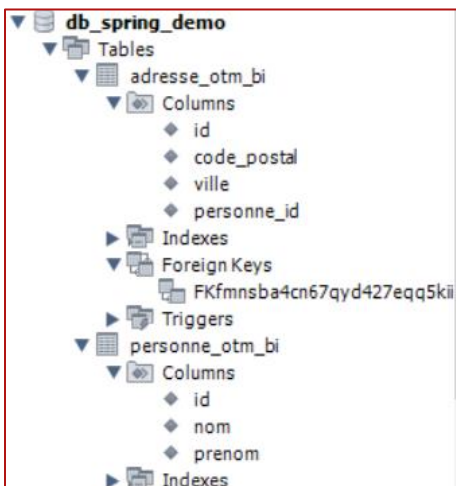 db_spring_demo
Tables
adresse_otm_bi
Columns
id
code_postal
ville
personne_id
Indexes
Foreign Keys
FKfmnsba4cn67qyd427eqq5kii
Triggers
personne_otm_bi
Columns
id
nom
prenom
Indexes